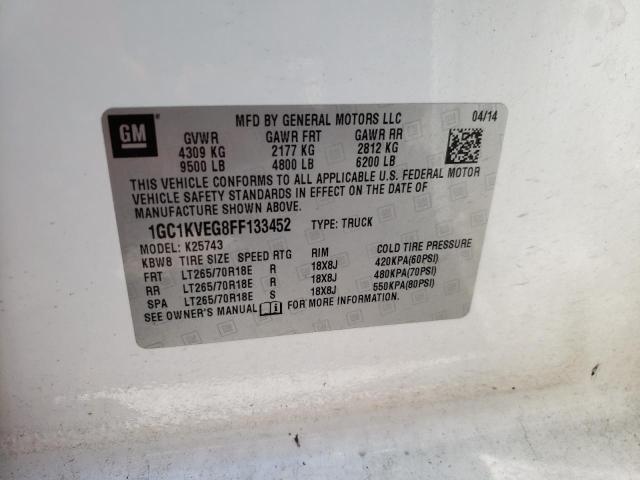 GM
MFD BY GENERAL MOTORS LLC 04/14
GVWR GAWR FRT GAWR RR
4309 KG 2177 KG 2812 KG
9500 LB 4800 LB 6200 LB
THIS VEHICLE CONFORMS TO ALL APPLICABLE U.S. FEDERAL MOTOR
VEHICLE SAFETY STANDARDS IN EFFECT ON THE DATE OF
MANUFACTURE SHOWN ABOVE.
1GC1KVEG8FF133452 TYPE: TRUCK
MODEL: K25743
KBW8 TIRE SIZE SPEED RTG RIM COLD TIRE PRESSURE
FRT LT265/70R18E R 18X8J 420KPA(60PSI)
RR LT265/70R18E R 18X8J 480KPA(70PSI)
SPA LT265/70R18E S 18X8J 550KPA(80PSI)
SEE OWNER'S MANUAL FOR MORE INFORMATION.